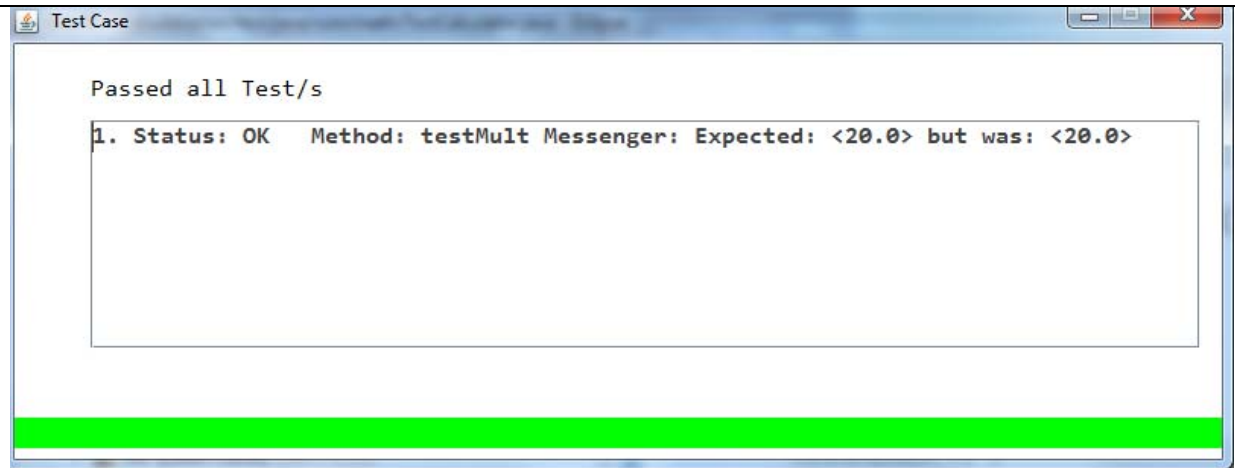 Test Case
Passed all Test/s
1. Status: OK   Method: testMult Messenger: Expected: <20.0> but was: <20.0>